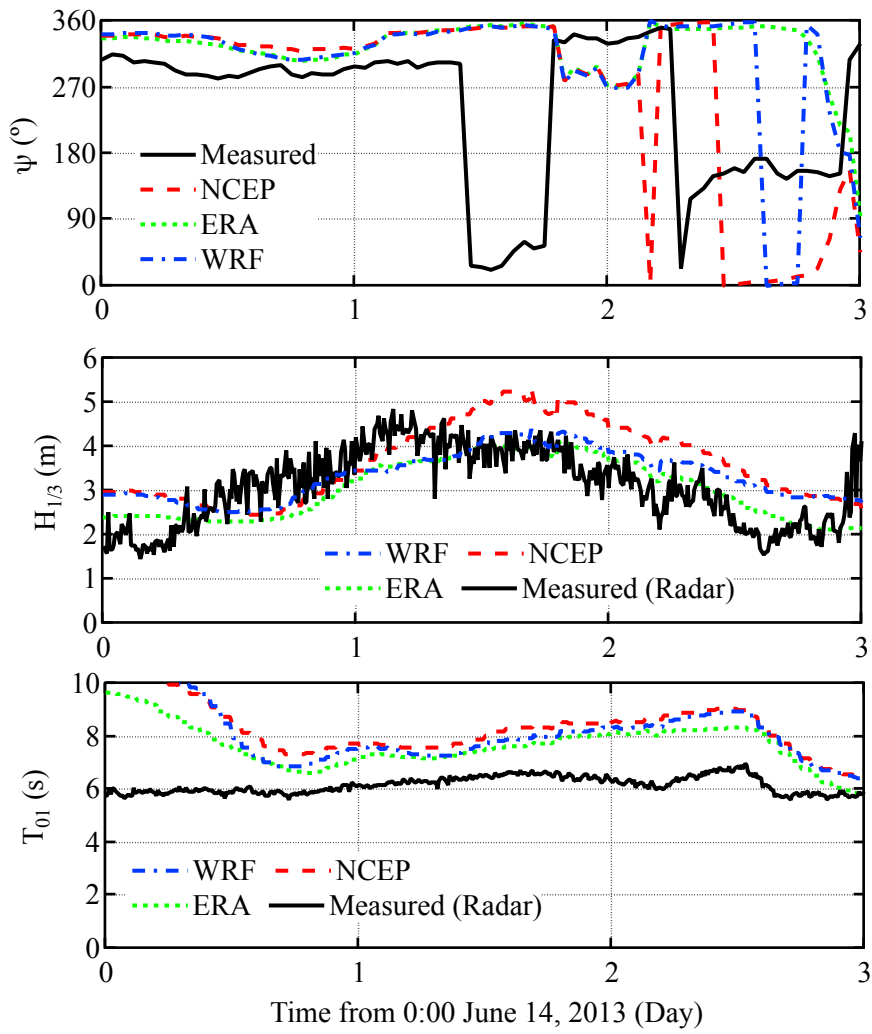 360
270
180
90
0
ψ (º)
Measured
NCEP
ERA
WRF
0 1 2 3
6
5
4
3
2
1
0
H1/3 (m)
WRF NCEP
ERA Measured (Radar)
0 1 2 3
10
8
6
4
2
0
T01 (s)
WRF NCEP
ERA Measured (Radar)
0 1 2 3
Time from 0:00 June 14, 2013 (Day)